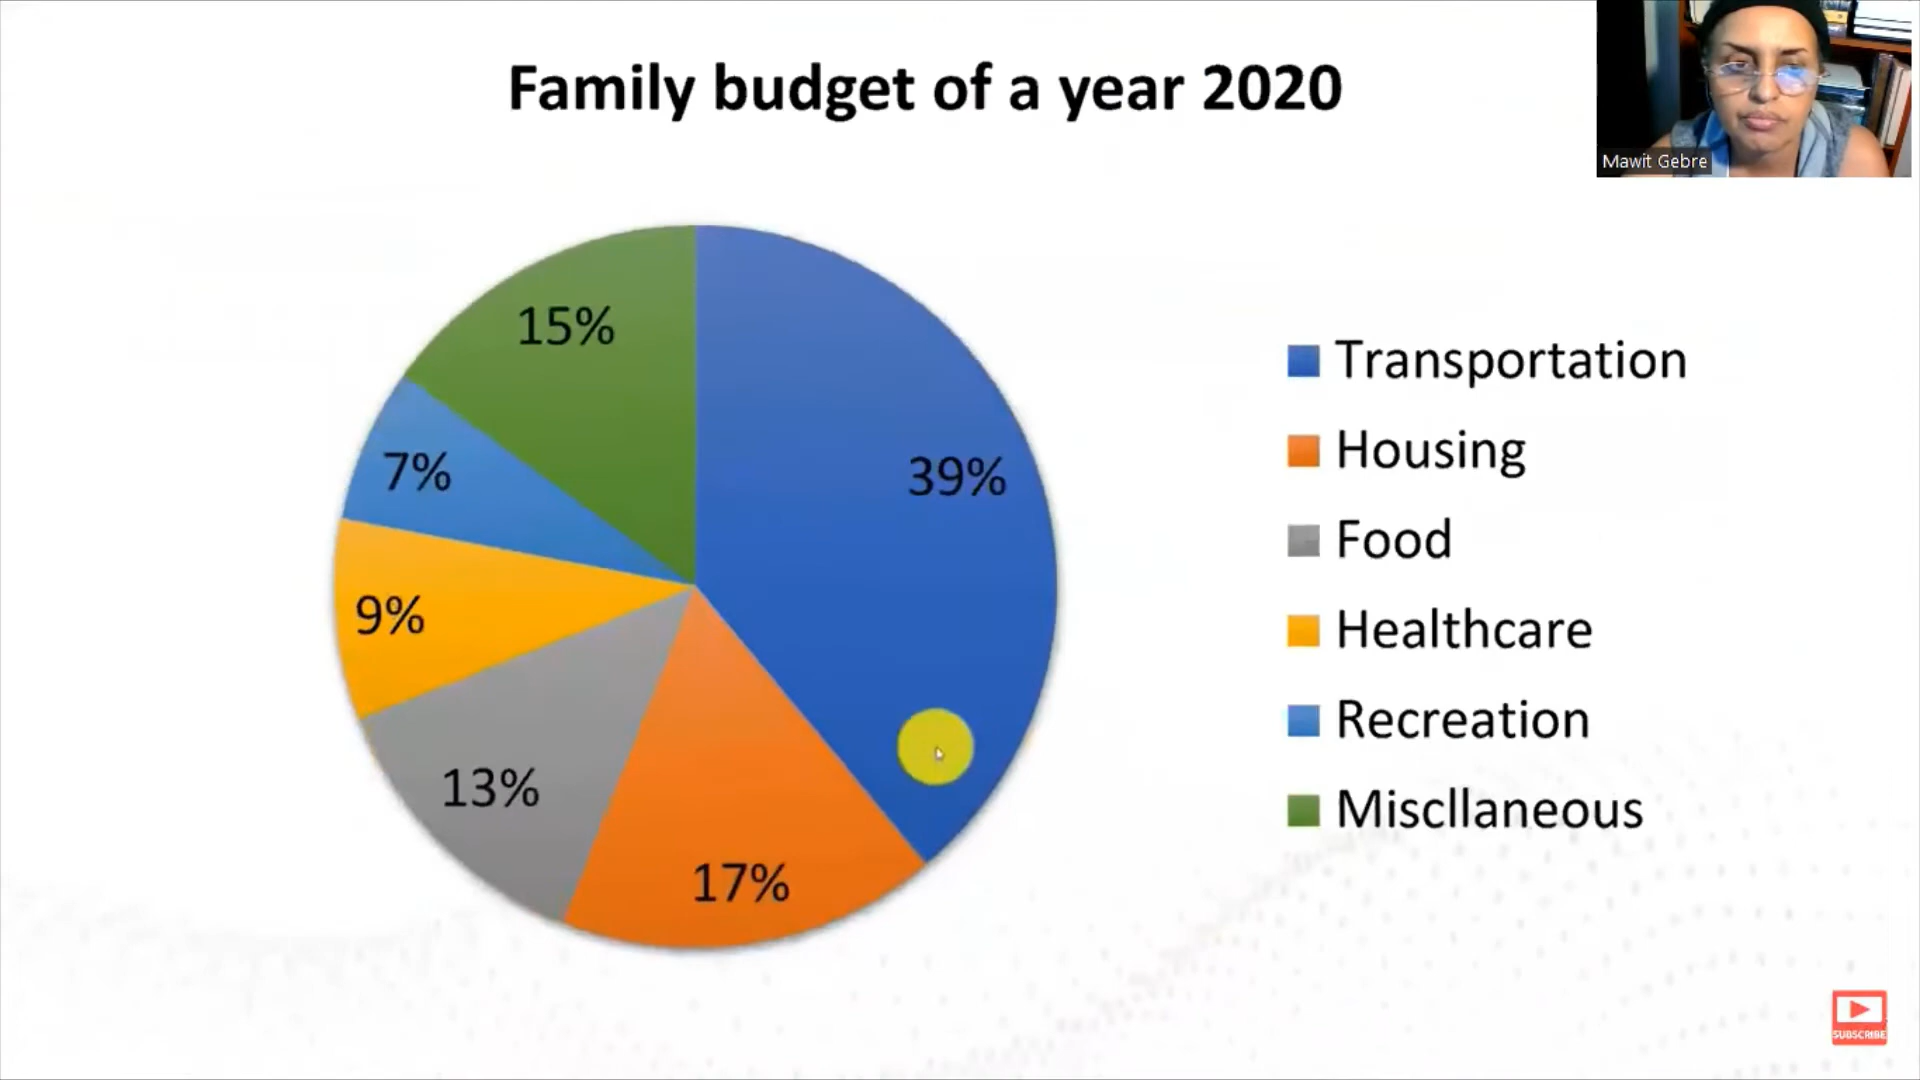 Family budget of a year 2020
Mawit Gebre
15%
7%
39%
9%
13%
17%
Transportation
Housing
Food
Healthcare
Recreation
Miscllaneous
SUBSCRIBE